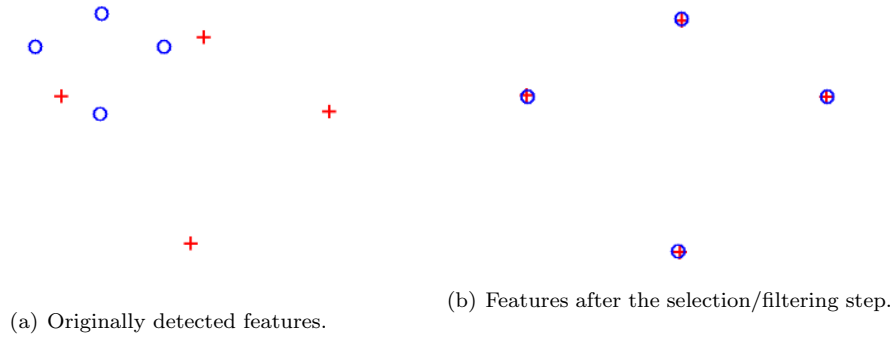 (a) Originally detected features.
(b) Features after the selection/filtering step.